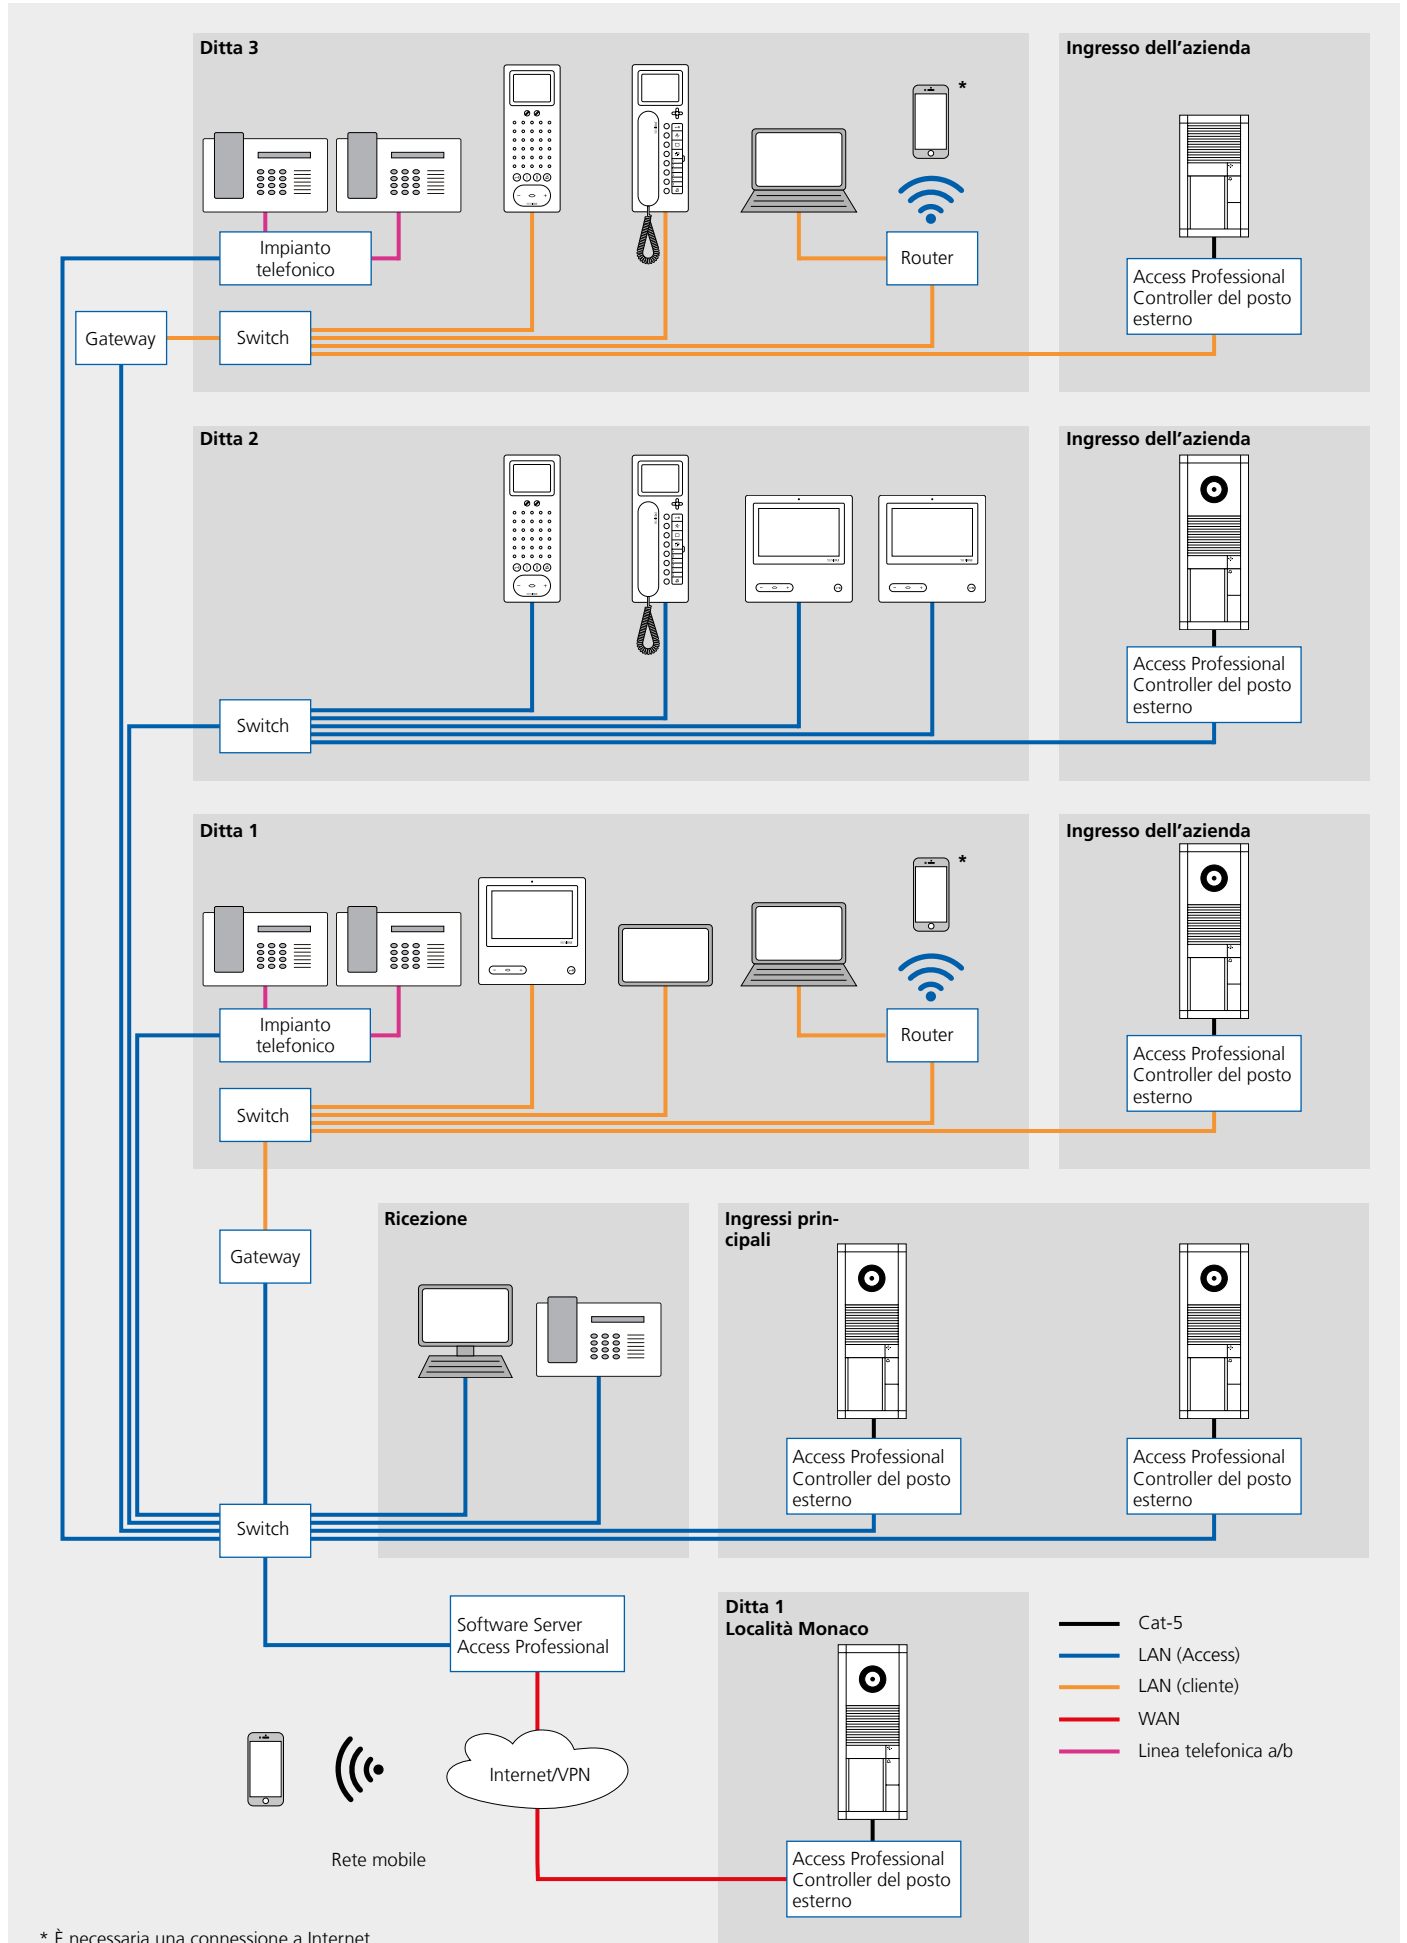 Ditta 3
Ingresso dell'azienda
*
Impianto
telefonico
Router
Access Professional
Controller del posto
esterno
Gateway
Switch
Ditta 2
Ingresso dell'azienda
Access Professional
Controller del posto
esterno
Switch
Ditta 1
Ingresso dell'azienda
*
Impianto
telefonico
Router
Access Professional
Controller del posto
esterno
Switch
Ricezione
Ingressi prin-
cipali
Gateway
Access Professional
Controller del posto
esterno
Access Professional
Controller del posto
esterno
Switch
Software Server
Access Professional
Ditta 1
Località Monaco
Cat-5
LAN (Access)
LAN (cliente)
WAN
Linea telefonica a/b
Internet/VPN
Rete mobile
Access Professional
Controller del posto
esterno
* È necessaria una connessione a Internet